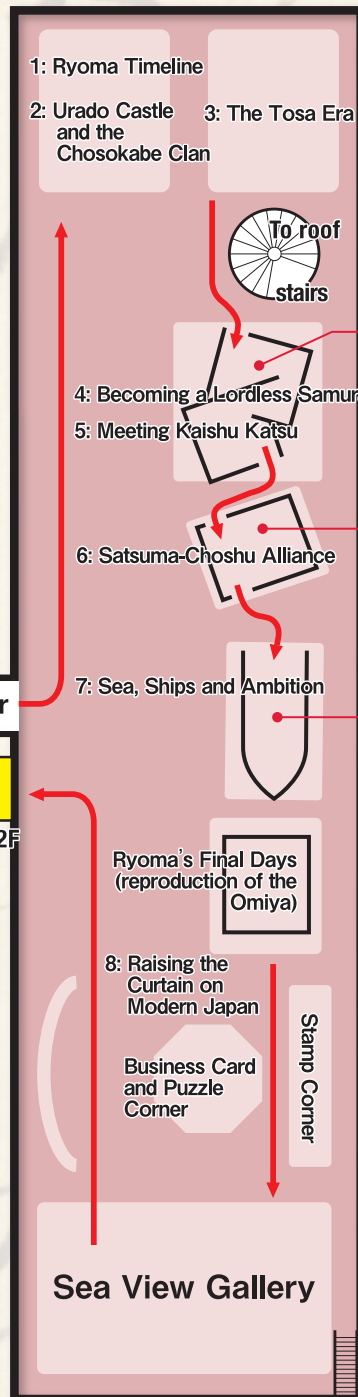 1: Ryoma Timeline
2: Urado Castle
and the
Chosokabe Clan
3: The Tosa Era
To roof
stairs
4: Becoming a Lordless Samur
5: Meeting Kaishu Katsu
6: Satsuma-Choshu Alliance
7: Sea, Ships and Ambition
r
2F
Ryoma's Final Days
(reproduction of the
Omiya)
8: Raising the
Curtain on
Modern Japan
Stamp Corner
Business Card
and Puzzle
Corner
Sea View Gallery